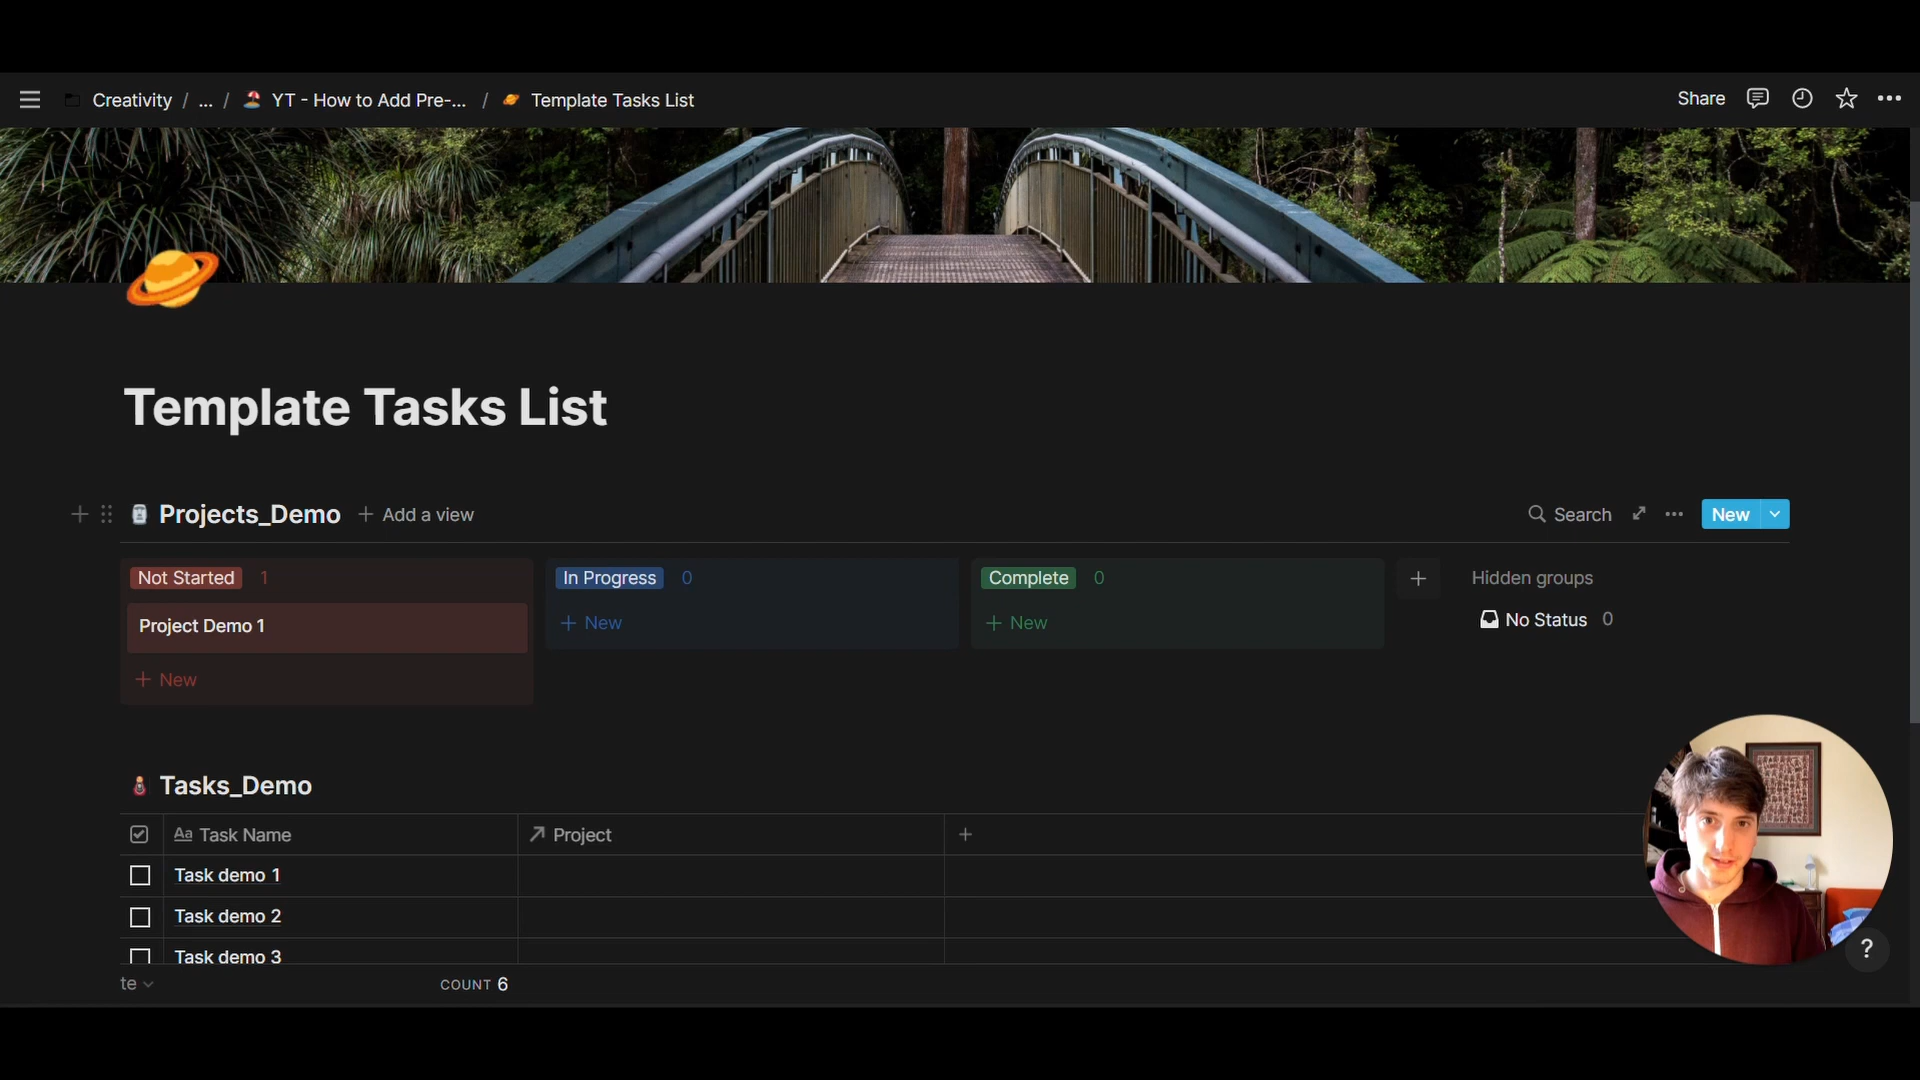 Creativity / ... / YT - How to Add Pre-... / Template Tasks List
Share
Template Tasks List
Projects_Demo + Add a view
Search
New
Not Started 1
In Progress 0
Complete 0
+
Hidden groups
Project Demo 1
+ New
+ New
No Status 0
+ New
Tasks_Demo
Aa Task Name
Project
+
Task demo 1
Task demo 2
Task demo 3
te
COUNT 6
?